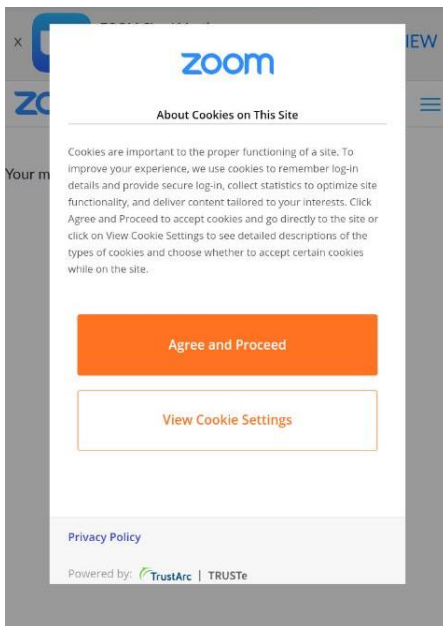 x
IEW
zoom
About Cookies on This Site
Cookies are important to the proper functioning of a site. To
improve your experience, we use cookies to remember log-in
details and provide secure log-in, collect statistics to optimize site
functionality, and deliver content tailored to your interests. Click
Agree and Proceed to accept cookies and go directly to the site or
click on View Cookie Settings to see detailed descriptions of the
types of cookies and choose whether to accept certain cookies
while on the site.
Your m
Agree and Proceed
View Cookie Settings
Privacy Policy
Powered by: TrustArc | TRUSTe